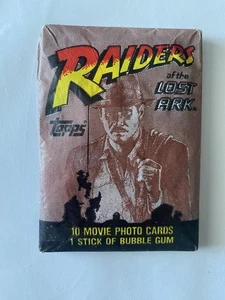 RAIDERS
of the
LOST
ARK
Topps
10 MOVIE PHOTO CARDS
1 STICK OF BUBBLE GUM